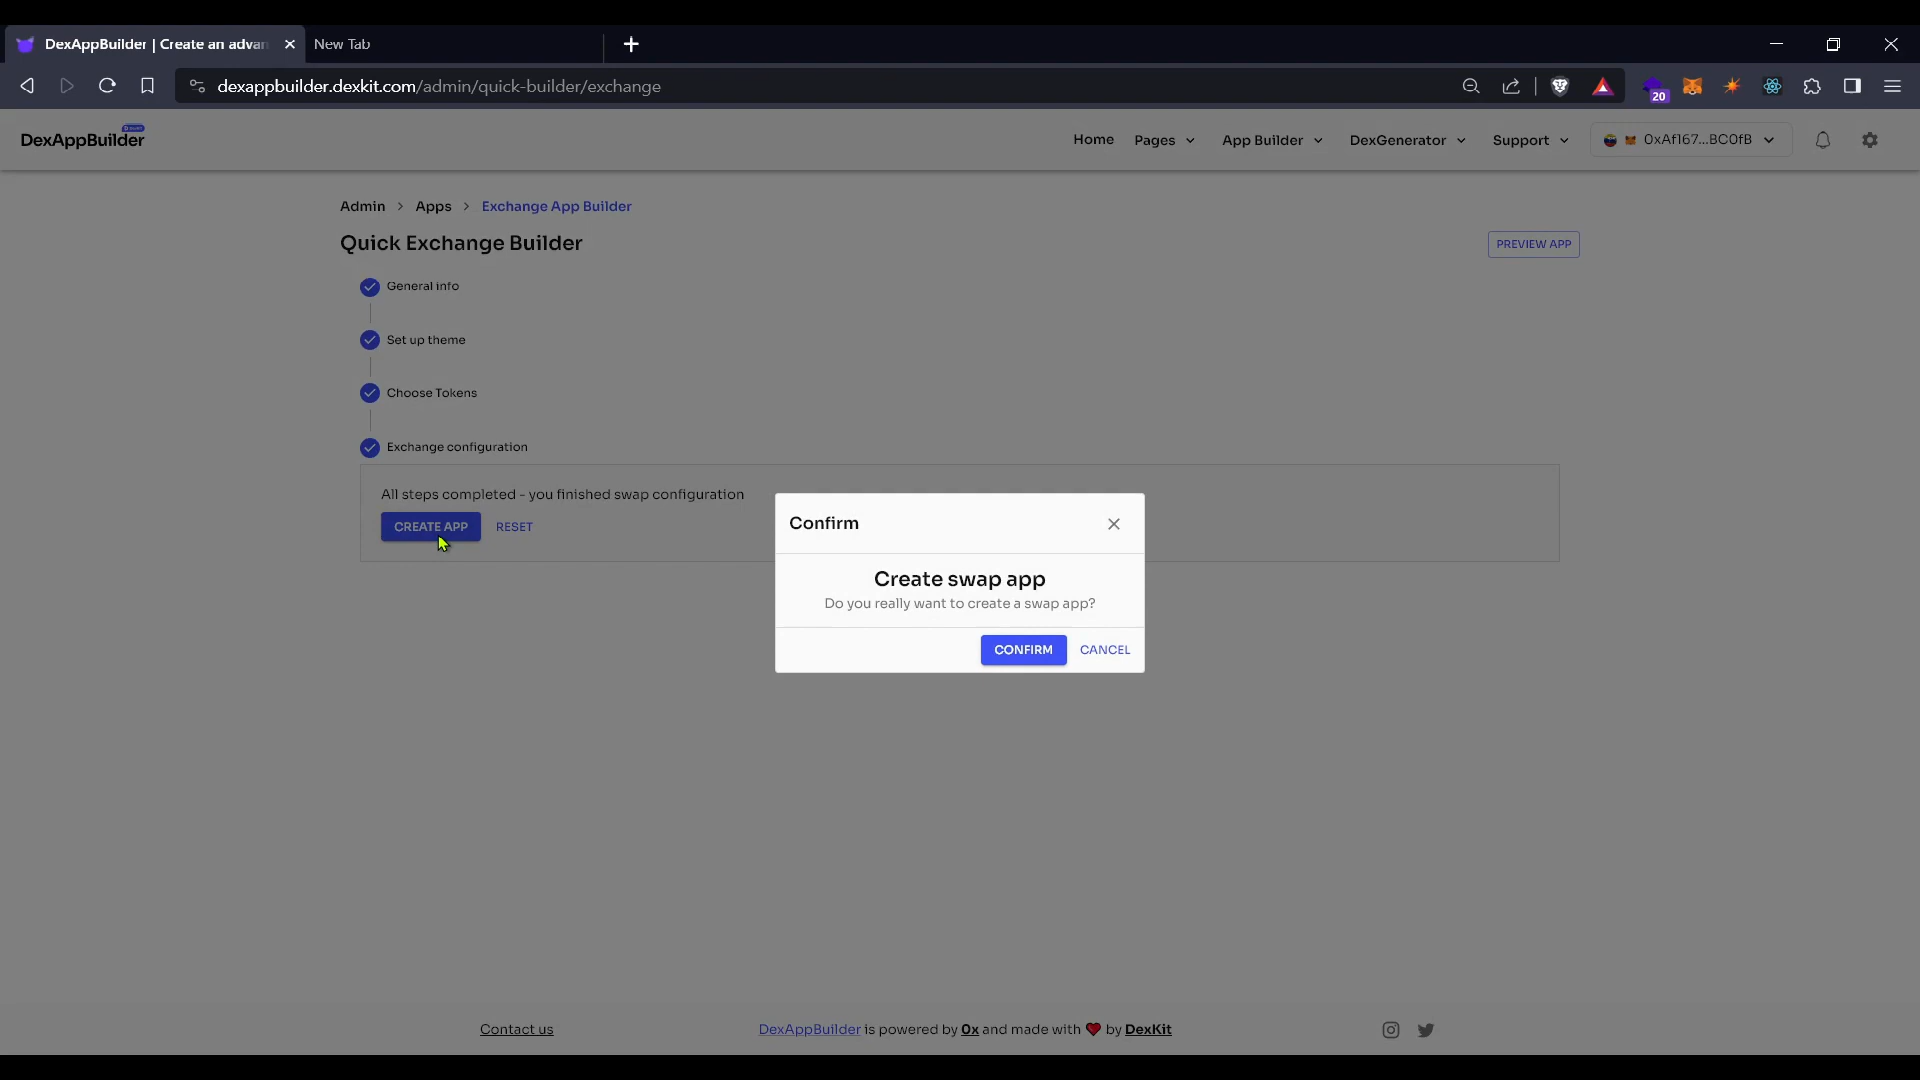 DexAppBuilder | Create an advan
New Tab
dexappbuilder.dexkit.com/admin/quick-builder/exchange
20
DexAppBuilder
Home
Pages
App Builder
DexGenerator
Support
0xAf167...BC0fB
Admin > Apps > Exchange App Builder
Quick Exchange Builder
PREVIEW APP
General info
Set up theme
Choose Tokens
Exchange configuration
All steps completed - you finished swap configuration
CREATE APP
RESET
Confirm
Create swap app
Do you really want to create a swap app?
CONFIRM
CANCEL
Contact us
DexAppBuilder is powered by 0x and made with ❤ by DexKit